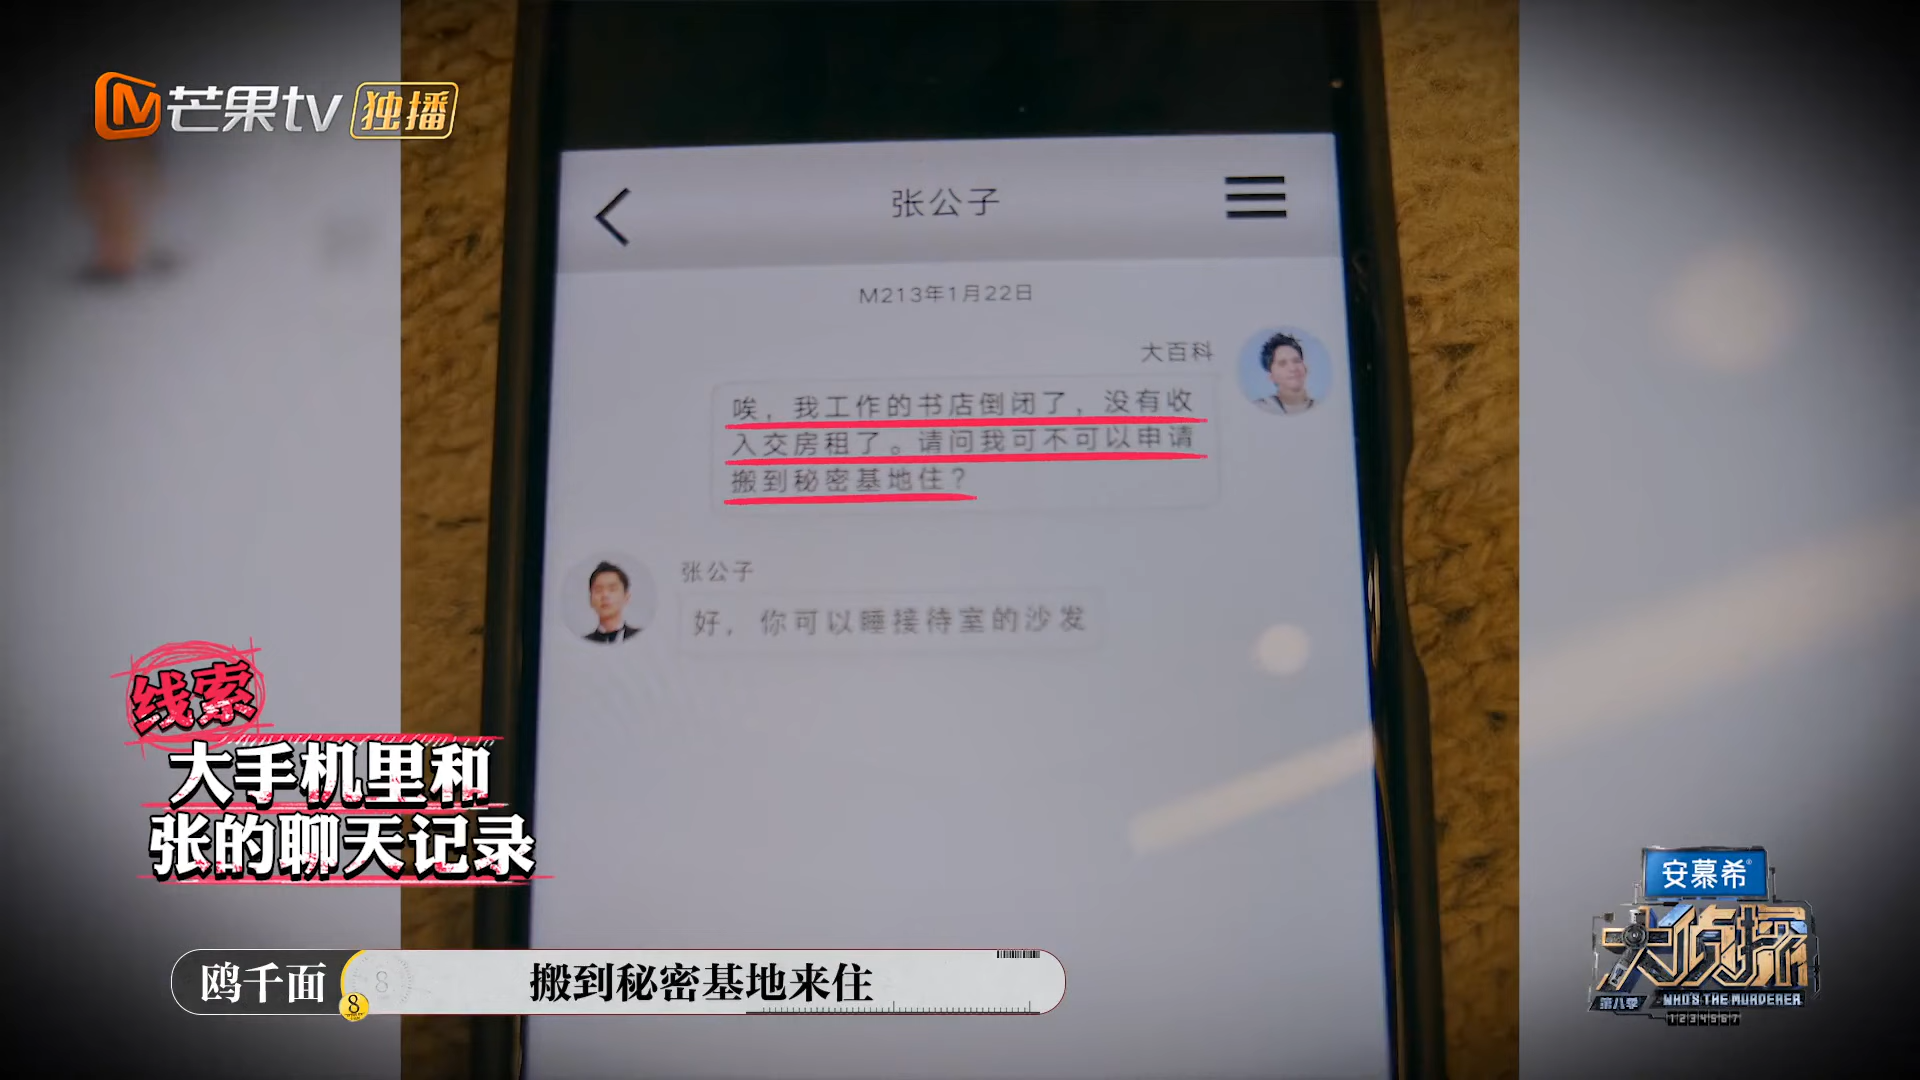 芒果tv 独播
张公子
M213年1月22日
大百科
唉，我工作的书店倒闭了，没有收
入交房租了。请问我可不可以申请
搬到秘密基地住？
张公子
好，你可以睡接待室的沙发
线索
大手机里和
张的聊天记录
鸥千面
8
8
搬到秘密基地来住
安慕希
大侦探
第八季 WHO'S THE MURDERER
1234567